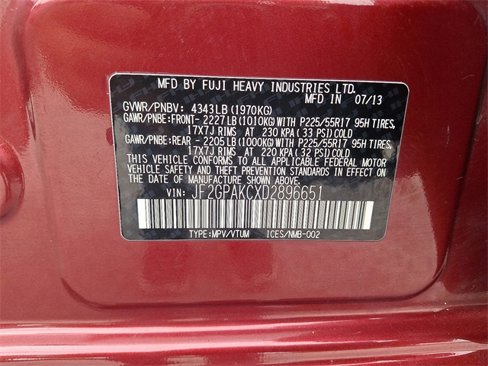 MFD BY FUJI HEAVY INDUSTRIES LTD.
MFD IN 07/13
GVWR/PNBV: 4343LB(1970KG)
GAWR/PNBE:FRONT- 2227LB(1010KG)WITH P225/55R17 95H TIRES,
17X7J RIMS AT 230 KPA(33 PSI)COLD
GAWR/PNBE:REAR - 2205LB(1000KG)WITH P225/55R17 95H TIRES,
17X7J RIMS AT 220 KPA(32 PSI)COLD
THIS VEHICLE CONFORMS TO ALL APPLICABLE FEDERAL MOTOR
VEHICLE SAFETY, BUMPER, AND THEFT PREVENTION STANDARDS
IN EFFECT ON THE DATE OF MANUFACTURE SHOWN ABOVE.
VIN: JF2GPAKCXD2896651
TYPE:MPV/VTUM ICES/NMB-002